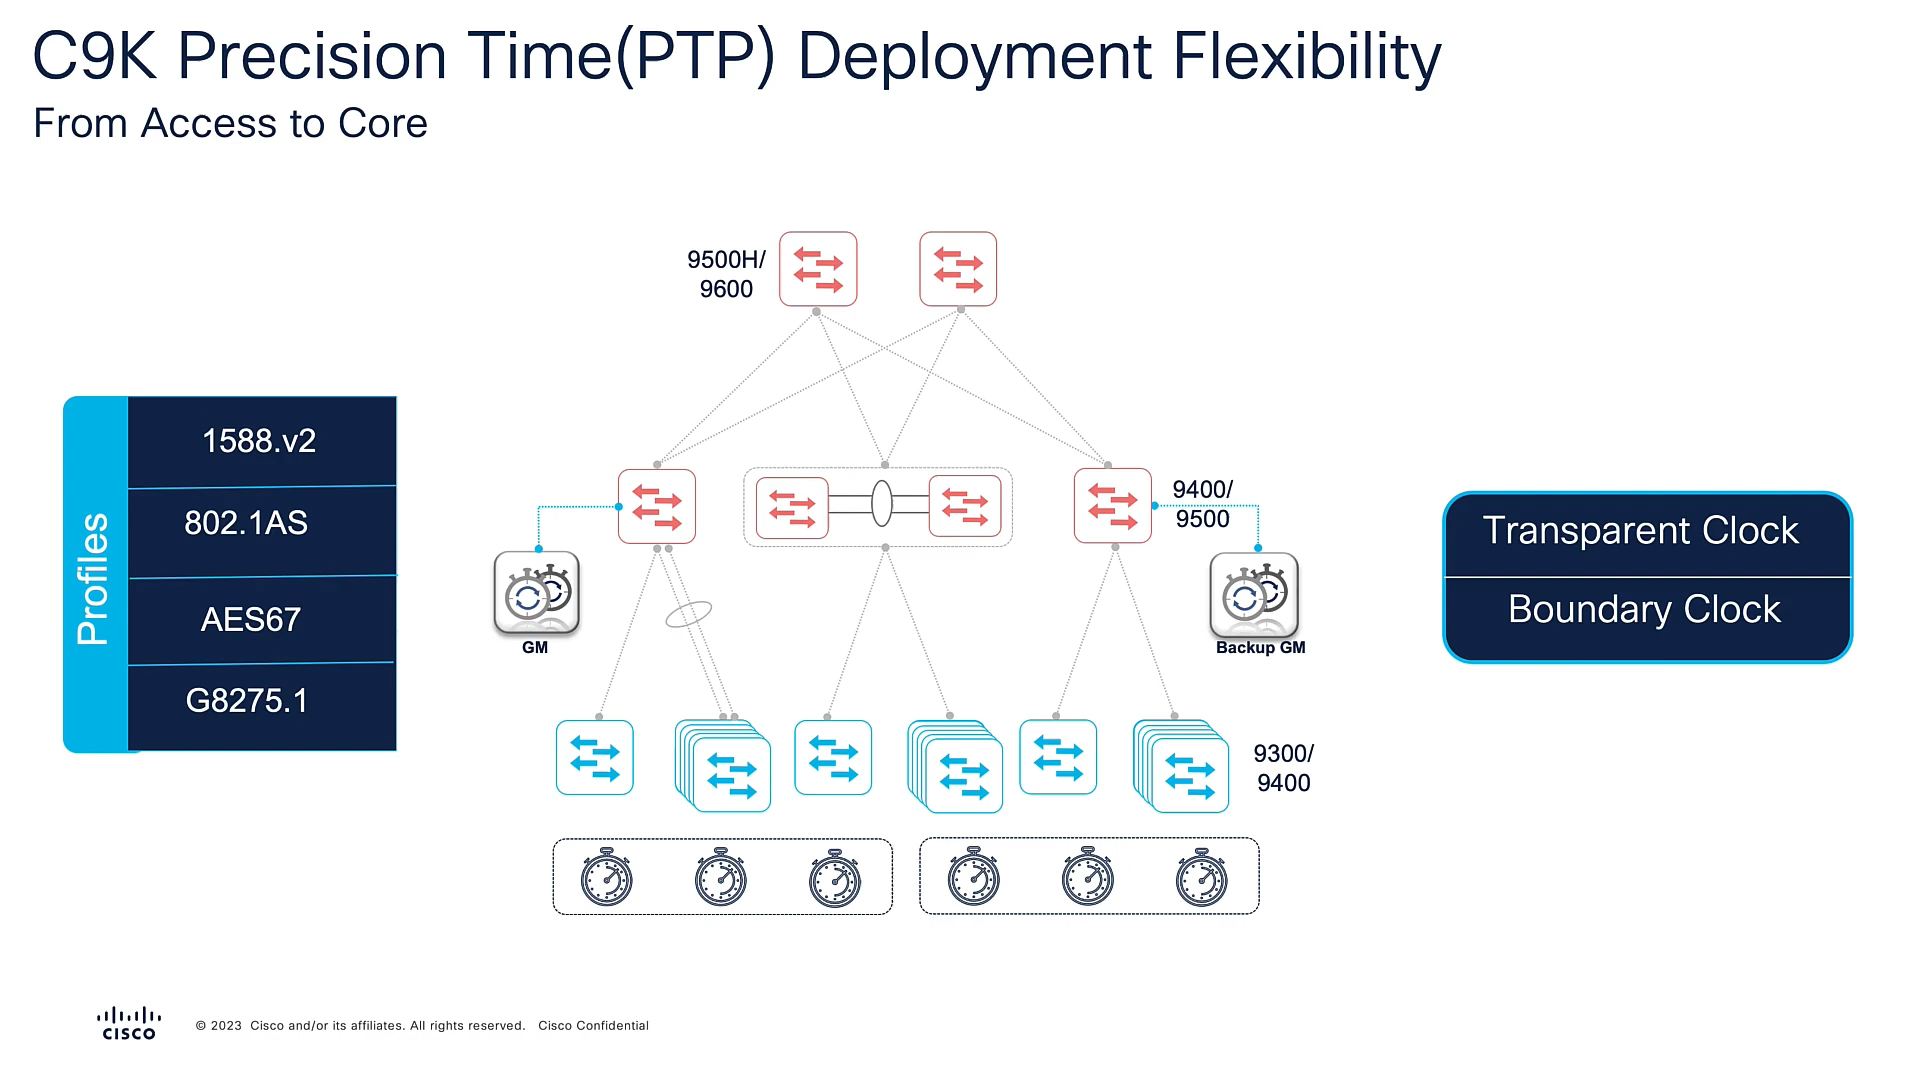 C9K Precision Time(PTP) Deployment Flexibility
From Access to Core
9500H/
9600
Profiles
1588.v2
802.1AS
AES67
G8275.1
9400/
9500
GM
Backup GM
Transparent Clock
Boundary Clock
9300/
9400
CISCO
© 2023 Cisco and/or its affiliates. All rights reserved. Cisco Confidential